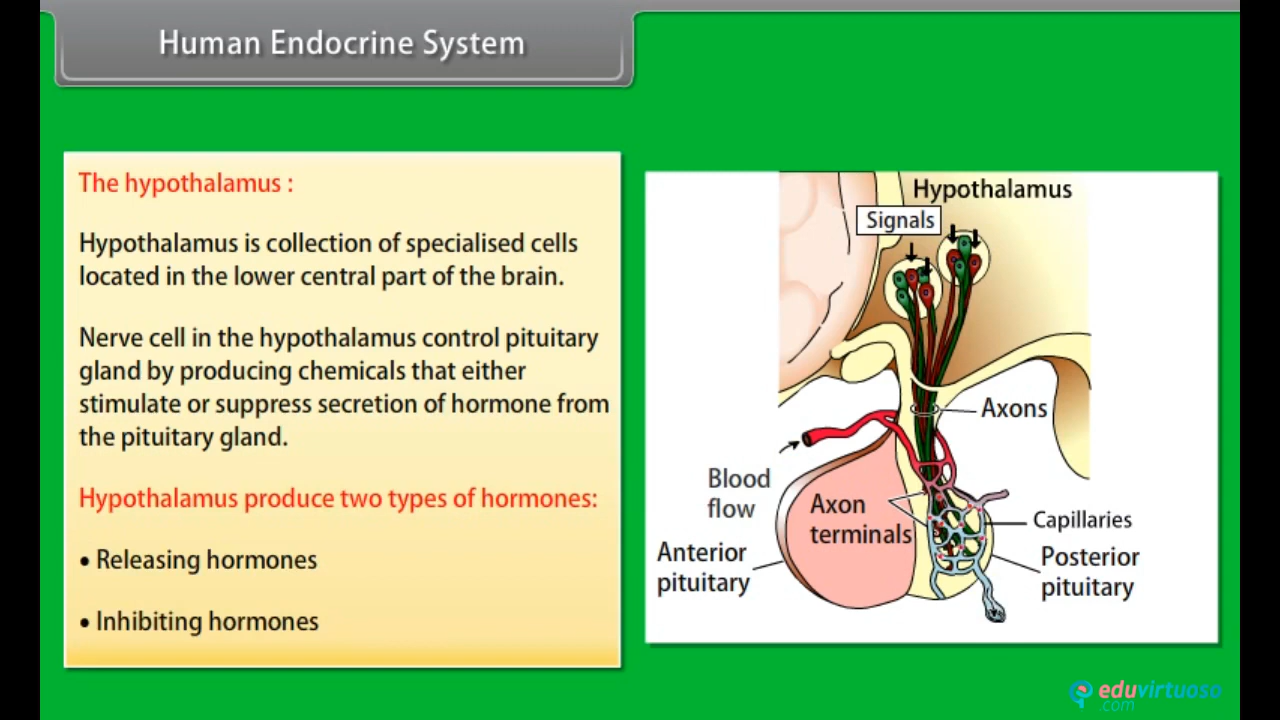 Human Endocrine System
The hypothalamus :
Hypothalamus is collection of specialised cells
located in the lower central part of the brain.
Nerve cell in the hypothalamus control pituitary
gland by producing chemicals that either
stimulate or suppress secretion of hormone from
the pituitary gland.
Hypothalamus produce two types of hormones:
• Releasing hormones
• Inhibiting hormones
Hypothalamus
Signals
Axons
Blood
flow
Axon
terminals
Capillaries
Anterior
pituitary
Posterior
pituitary
eduvirtuoso
.com